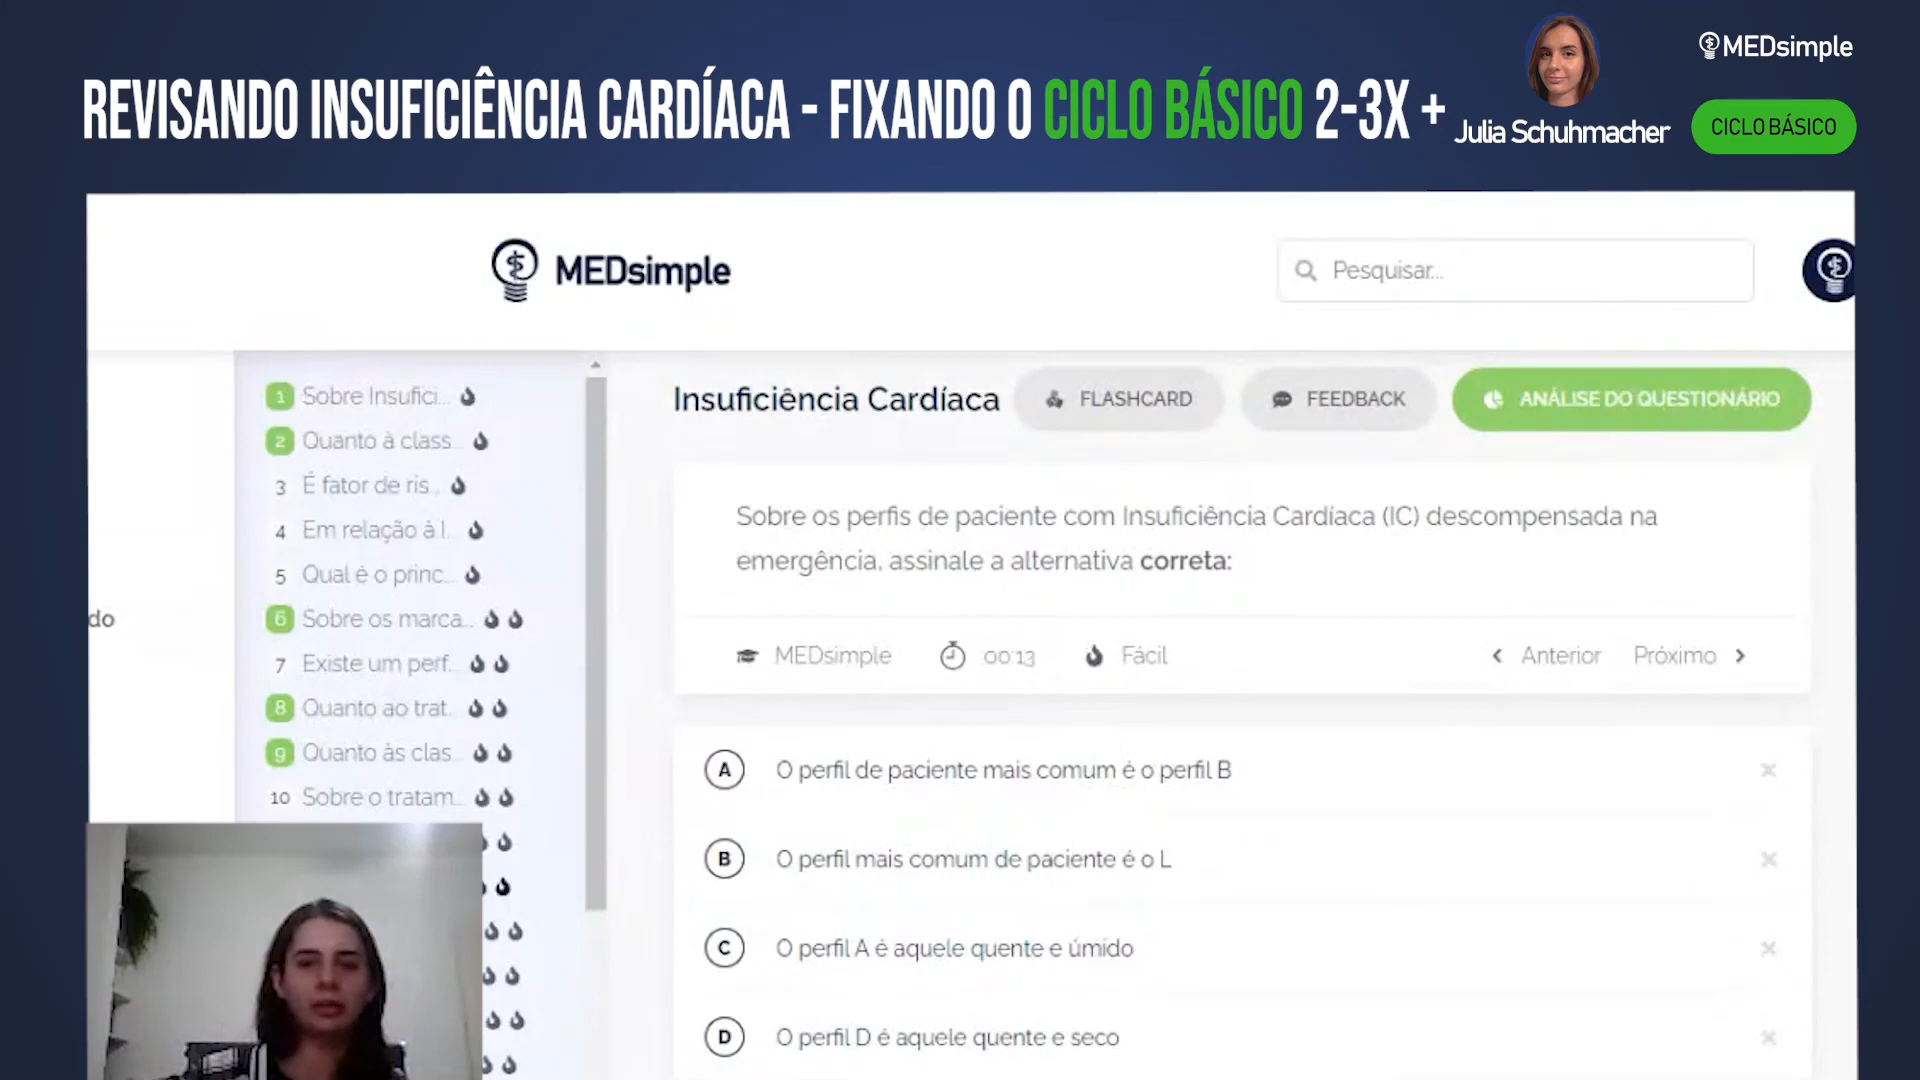 REVISANDO INSUFICIÊNCIA CARDÍACA - FIXANDO O CICLO BÁSICO 2-3X +
Julia Schuhmacher
MEDsimple
CICLO BÁSICO
MEDsimple
Pesquisar...
do
1 Sobre Insufici...
2 Quanto à class...
3 É fator de ris...
4 Em relação à I...
5 Qual é o princ...
6 Sobre os marca...
7 Existe um perf...
8 Quanto ao trat...
9 Quanto às clas...
10 Sobre o tratam...
Insuficiência Cardíaca
FLASHCARD
FEEDBACK
ANÁLISE DO QUESTIONÁRIO
Sobre os perfis de paciente com Insuficiência Cardíaca (IC) descompensada na
emergência, assinale a alternativa correta:
MEDsimple 00:13 Fácil
Anterior Próximo
A O perfil de paciente mais comum é o perfil B
B O perfil mais comum de paciente é o L
C O perfil A é aquele quente e úmido
D O perfil D é aquele quente e seco